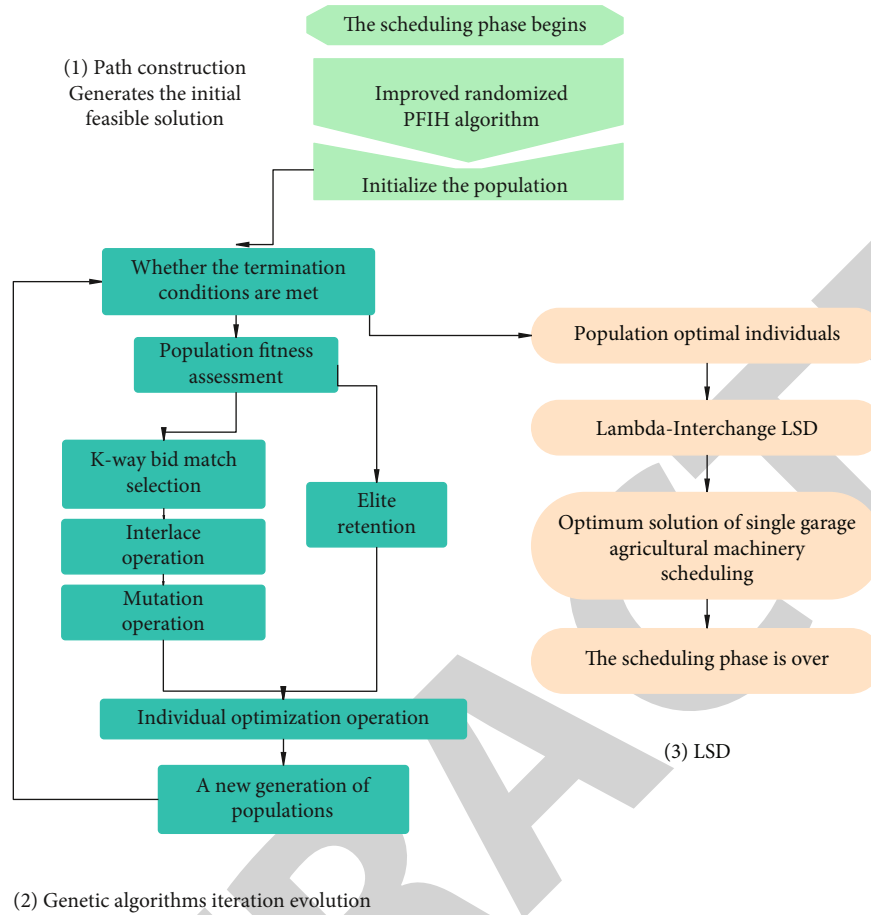 The scheduling phase begins
(1) Path construction
Generates the initial
feasible solution
Improved randomized
PFIH algorithm
Initialize the population
Whether the termination
conditions are met
Population fitness
assessment
K-way bid match
selection
Interlace
operation
Mutation
operation
Elite
retention
Individual optimization operation
A new generation of
populations
(2) Genetic algorithms iteration evolution
Population optimal individuals
Lambda-Interchange LSD
Optimum solution of single garage
agricultural machinery
scheduling
The scheduling phase is over
(3) LSD